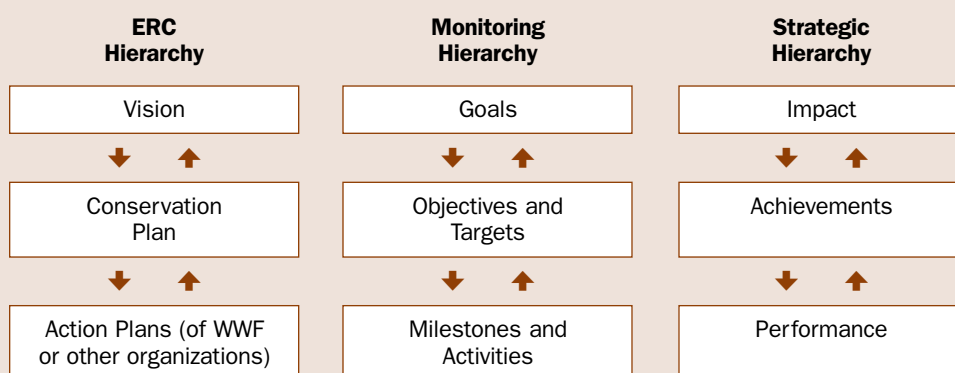 ERC
Hierarchy
Monitoring
Hierarchy
Strategic
Hierarchy
Vision
Goals
Impact
Conservation
Plan
Objectives and
Targets
Achievements
Action Plans (of WWF
or other organizations)
Milestones and
Activities
Performance